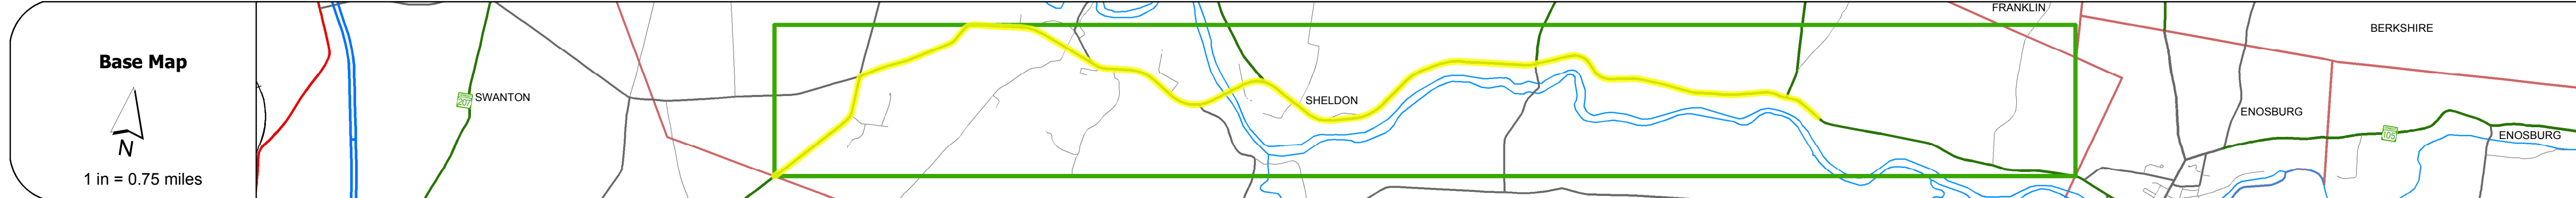 Base Map
N
1 in = 0.75 miles
207
SWANTON
SHELDON
FRANKLIN
BERKSHIRE
ENOSBURG
105
ENOSBURG